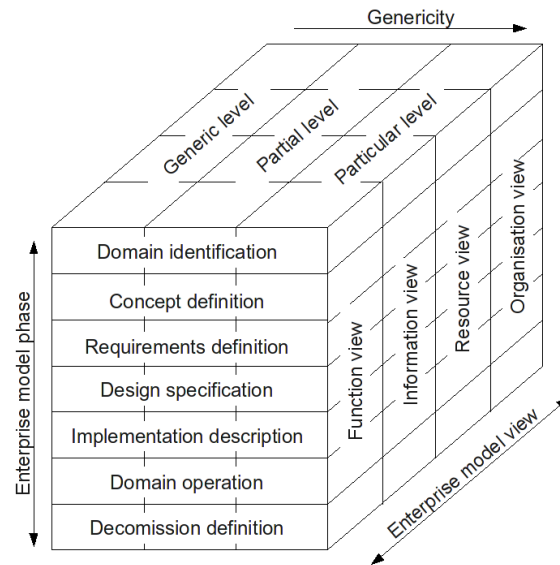 Genericity
Generic level
Partial level
Particular level
Enterprise model phase
Domain identification
Concept definition
Requirements definition
Design specification
Implementation description
Domain operation
Decomission definition
Function view
Information view
Resource view
Organisation view
Enterprise model view